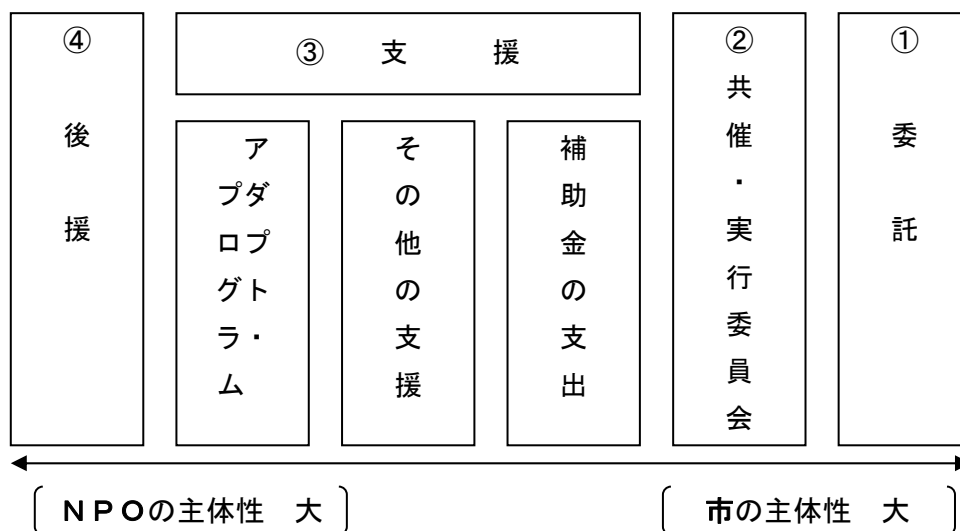 ④後援
③支援
アダプト・
プログラム
その他の支援
補助金の支出
②共催・実行委員会
①委託
NPOの主体性 大
市の主体性 大